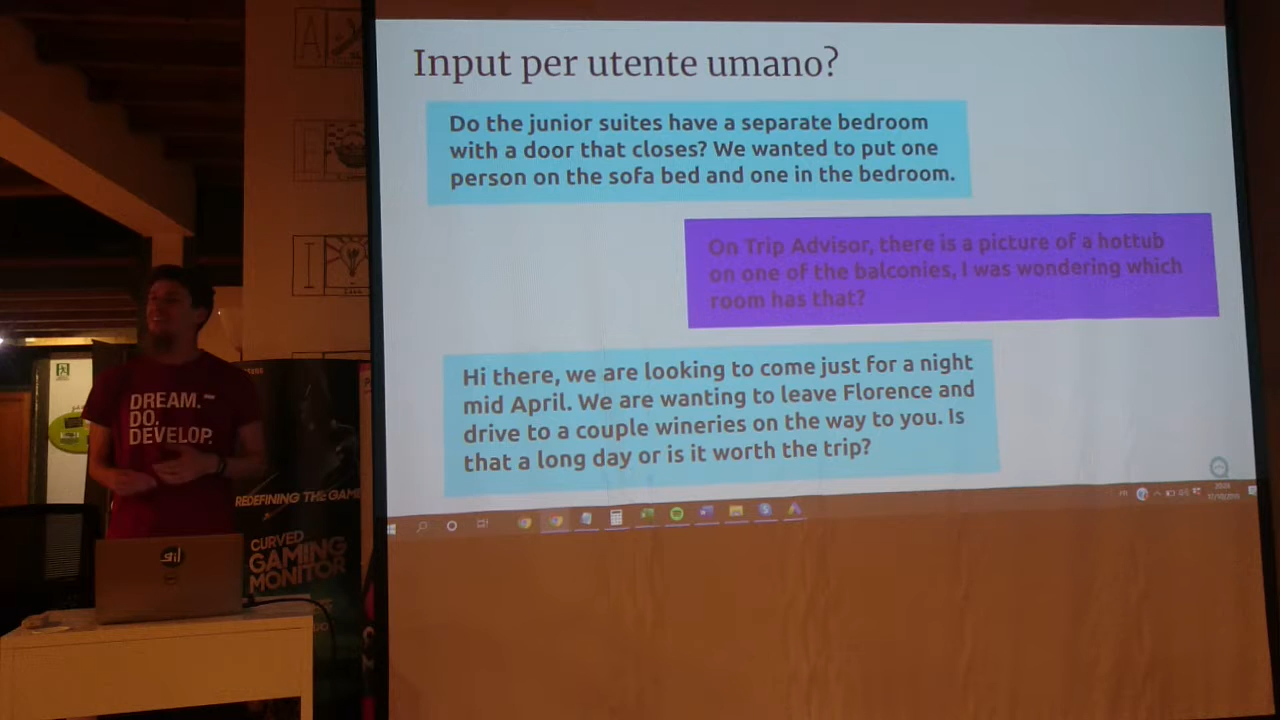 Input per utente umano?
Do the junior suites have a separate bedroom
with a door that closes? We wanted to put one
person on the sofa bed and one in the bedroom.
On Trip Advisor, there is a picture of a hottub
on one of the balconies, I was wondering which
room has that?
Hi there, we are looking to come just for a night
mid April. We are wanting to leave Florence and
drive to a couple wineries on the way to you. Is
that a long day or is it worth the trip?
DREAM.
DO.
DEVELOP.
REDEFINING THE GAM
CURVED
GAMING
MONITOR
A
I